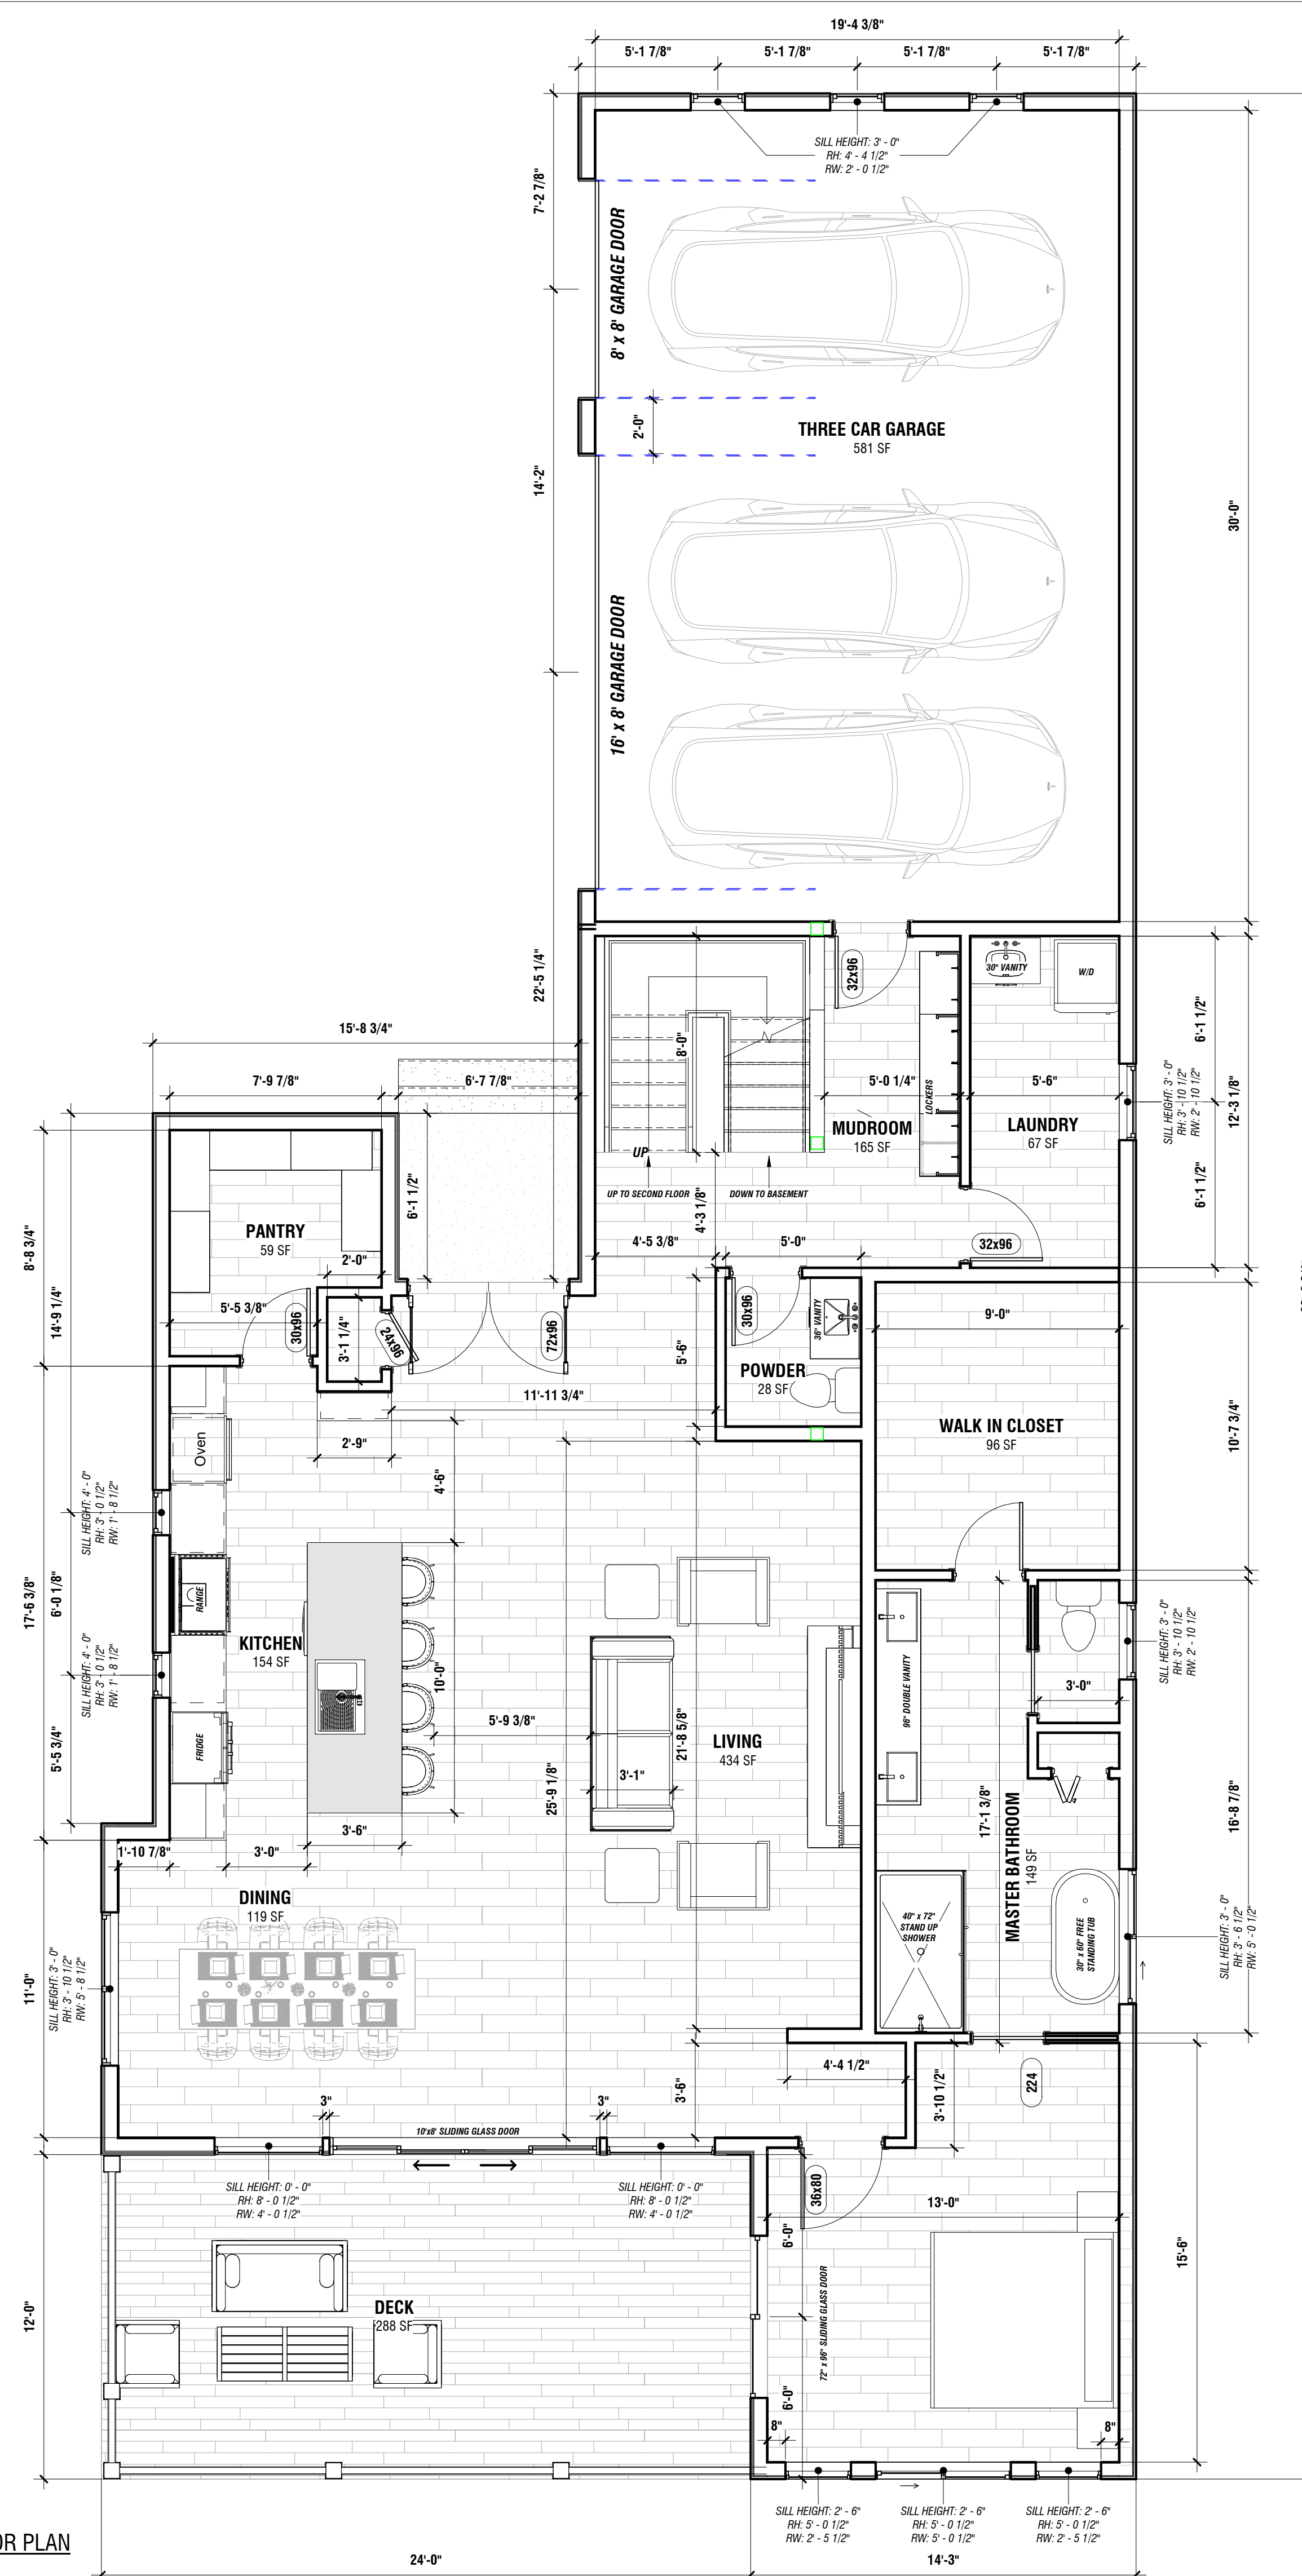 19'-4 3/8"
5'-1 7/8"
5'-1 7/8"
5'-1 7/8"
5'-1 7/8"
SILL HEIGHT: 3' - 0"
RH: 4' - 4 1/2"
RW: 2' - 0 1/2"
7'-2 7/8"
8' x 8' GARAGE DOOR
2'-0"
THREE CAR GARAGE
581 SF
14'-2"
30'-0"
16' x 8' GARAGE DOOR
22'-5 1/4"
32x96
30" VANITY
W/D
15'-8 3/4"
8'-0"
6'-1 1/2"
7'-9 7/8"
6'-7 7/8"
5'-0 1/4"
LOCKERS
5'-6"
SILL HEIGHT: 3' - 0"
RH: 3' - 10 1/2"
RW: 2' - 10 1/2"
12'-3 1/8"
MUDROOM
165 SF
LAUNDRY
67 SF
UP
UP TO SECOND FLOOR
DOWN TO BASEMENT
6'-1 1/2"
6'-1 1/2"
4'-3 1/8"
PANTRY
59 SF
8'-8 3/4"
14'-9 1/4"
4'-5 3/8"
5'-0"
32x96
2'-0"
5'-5 3/8"
30x96
3'-1 1/4"
24x96
72x96
30x96
36" VANITY
9'-0"
5'-6"
POWDER
28 SF
11'-11 3/4"
WALK IN CLOSET
96 SF
10'-7 3/4"
Oven
2'-9"
4'-6"
SILL HEIGHT: 4' - 0"
RH: 3' - 0 1/2"
RW: 1' - 8 1/2"
17'-6 3/8"
6'-0 1/8"
RANGE
KITCHEN
154 SF
SILL HEIGHT: 4' - 0"
RH: 3' - 0 1/2"
RW: 1' - 8 1/2"
10'-0"
SILL HEIGHT: 3' - 0"
RH: 3' - 10 1/2"
RW: 2' - 10 1/2"
3'-0"
96" DOUBLE VANITY
5'-5 3/4"
FRIDGE
5'-9 3/8"
21'-8 5/8"
LIVING
434 SF
3'-1"
25'-9 1/8"
17'-1 3/8"
16'-8 7/8"
3'-6"
1'-10 7/8"
3'-0"
MASTER BATHROOM
149 SF
DINING
119 SF
40" x 72"
STAND UP
SHOWER
30" x 60" FREE
STANDING TUB
SILL HEIGHT: 3' - 0"
RH: 3' - 6 1/2"
RW: 5' - 0 1/2"
11'-0"
SILL HEIGHT: 3' - 0"
RH: 3' - 10 1/2"
RW: 5' - 8 1/2"
4'-4 1/2"
3'-6"
3'-10 1/2"
224
3"
3"
10'x8' SLIDING GLASS DOOR
SILL HEIGHT: 0' - 0"
RH: 8' - 0 1/2"
RW: 4' - 0 1/2"
SILL HEIGHT: 0' - 0"
RH: 8' - 0 1/2"
RW: 4' - 0 1/2"
36x80
13'-0"
6'-0"
15'-6"
12'-0"
DECK
288 SF
72" x 96" SLIDING GLASS DOOR
6'-0"
8"
8"
SILL HEIGHT: 2' - 6"
RH: 5' - 0 1/2"
RW: 2' - 5 1/2"
SILL HEIGHT: 2' - 6"
RH: 5' - 0 1/2"
RW: 5' - 0 1/2"
SILL HEIGHT: 2' - 6"
RH: 5' - 0 1/2"
RW: 2' - 5 1/2"
OR PLAN
24'-0"
14'-3"